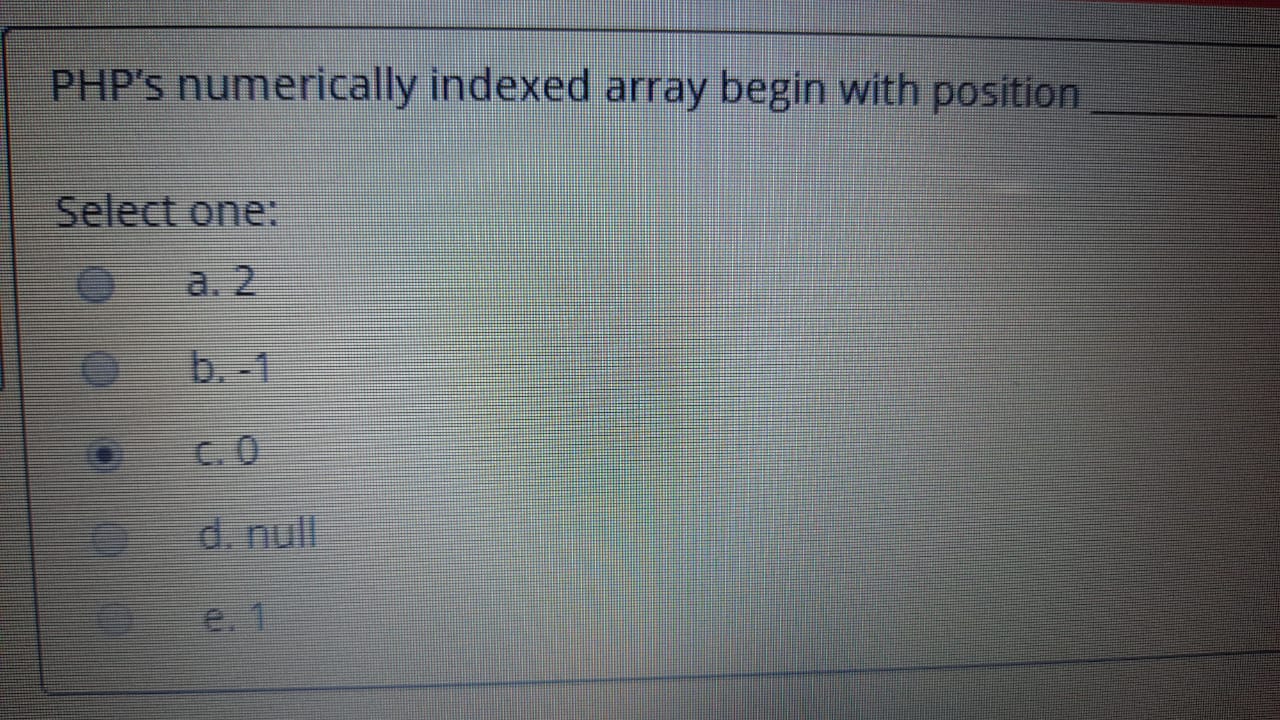 PHP's numerically indexed array begin with position ________
Select one:
a. 2
b. -1
c. 0
d. null
e. 1